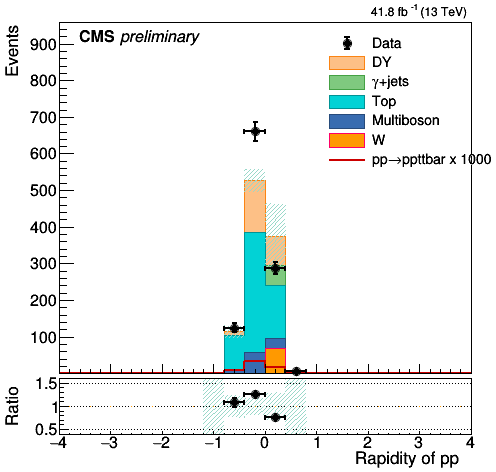 41.8 fb⁻¹ (13 TeV)
CMS preliminary
Events
900
800
700
600
500
400
300
200
100
Data
DY
γ+jets
Top
Multiboson
W
pp→ppttbar x 1000
Ratio
1.5
1
0.5
−4 −3 −2 −1 0 1 2 3 4
Rapidity of pp